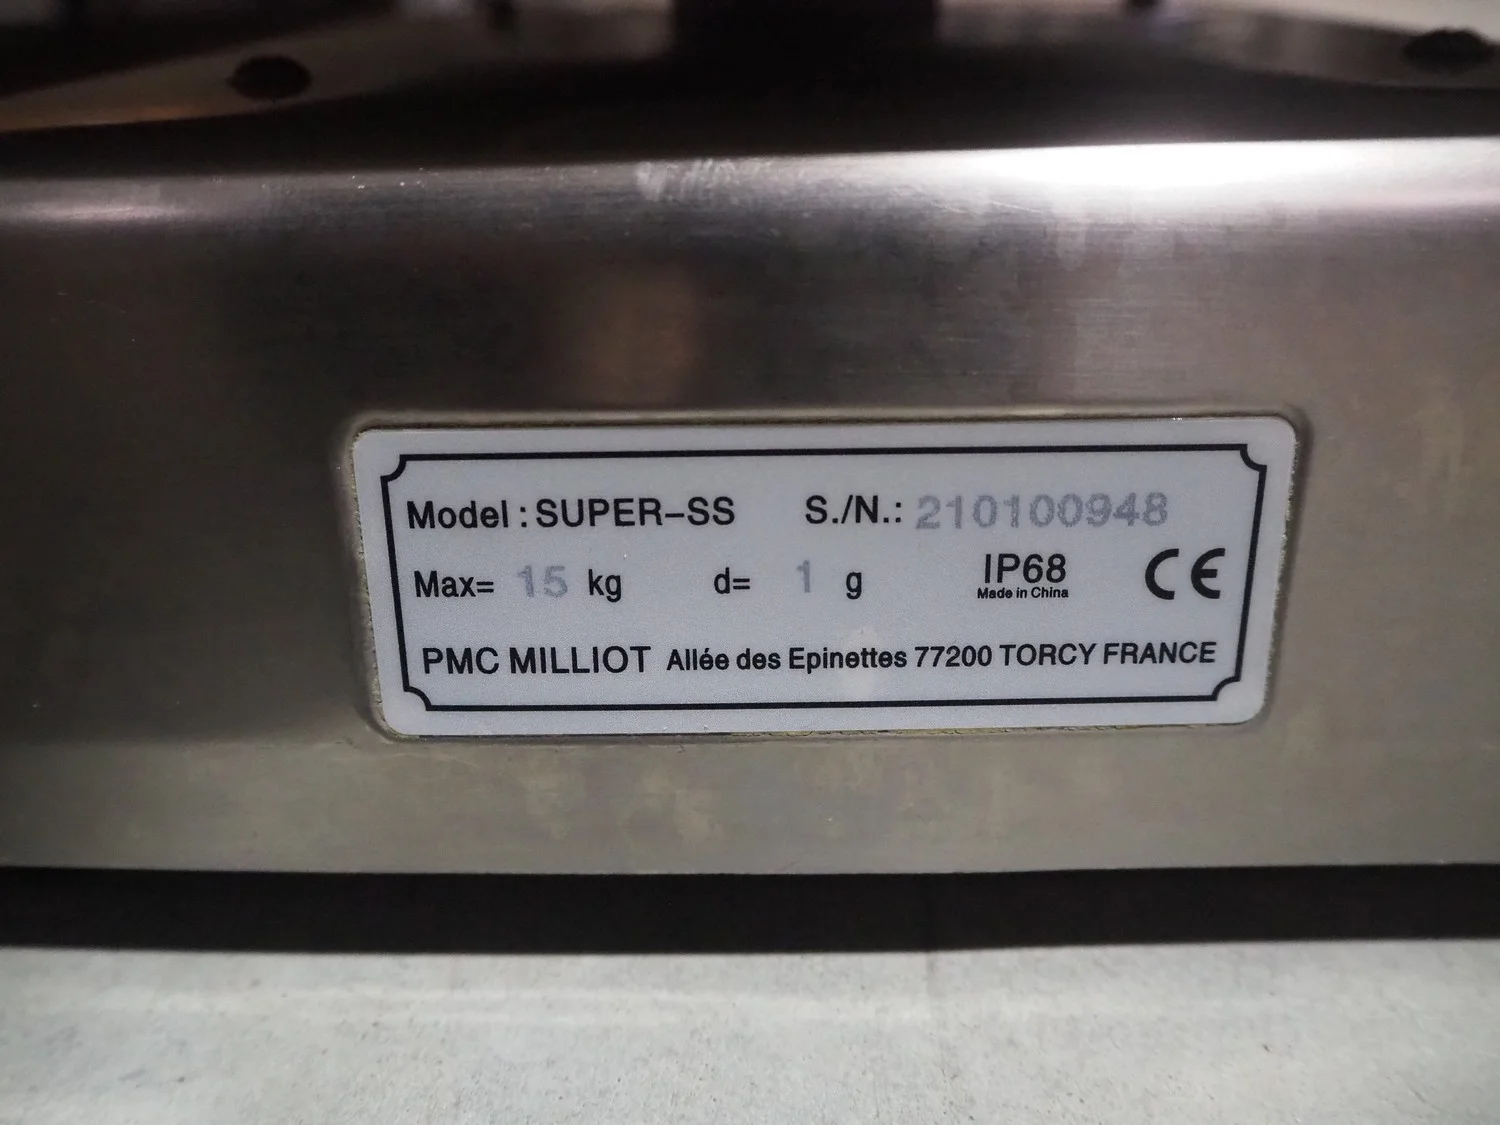 Model : SUPER-SS S./N.: 210100948
Max= 15 kg d= 1 g IP68 CE
Made in China
PMC MILLIOT Allée des Epinettes 77200 TORCY FRANCE